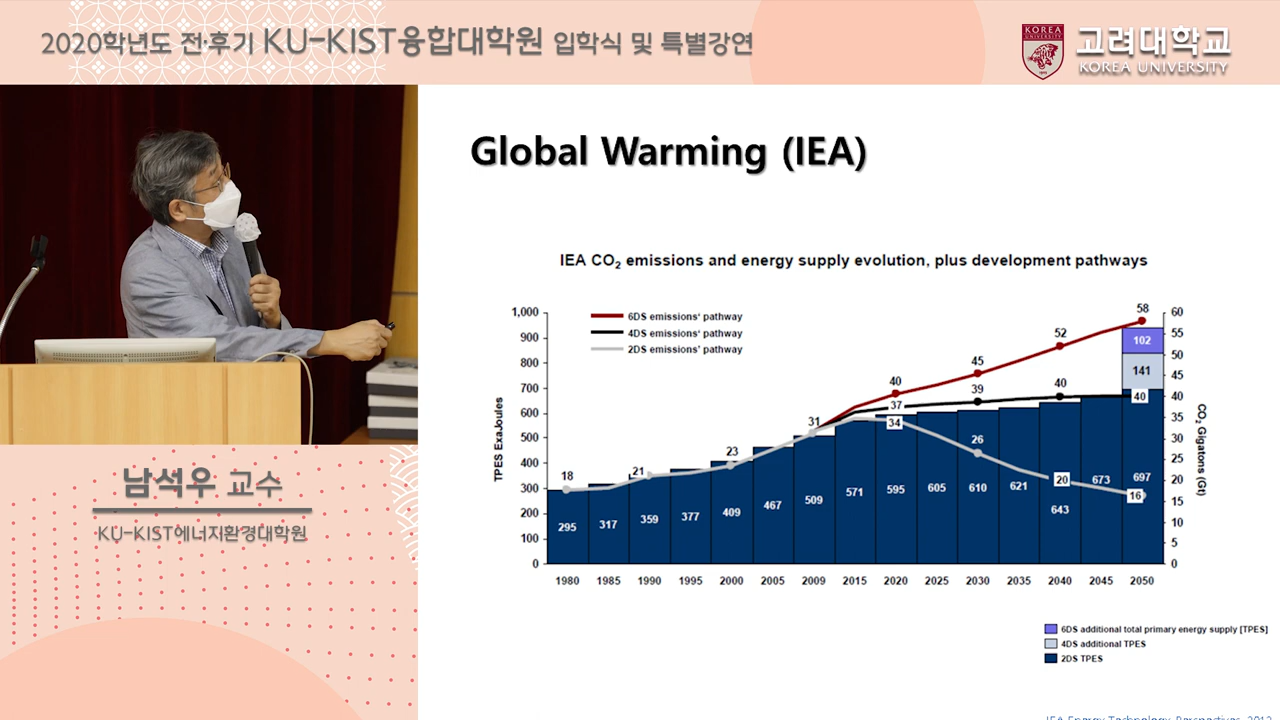 2020학년도 전·후기 KU-KIST융합대학원 입학식 및 특별강연
KOREA
UNIVERSITY
1905
고려대학교
KOREA UNIVERSITY
남석우 교수
KU-KIST에너지환경대학원
Global Warming (IEA)
IEA CO₂ emissions and energy supply evolution, plus development pathways
6DS emissions' pathway
4DS emissions' pathway
2DS emissions' pathway
TPES ExaJoules
1,000
900
800
700
600
500
400
300
200
100
0
CO₂ Gigatons (Gt)
60
55
50
45
40
35
30
25
20
15
10
5
0
18 21 23 31
40 45 52 58
37 39 40 40
34 26 20 16
102
141
295 317 359 377 409 467 509 571 595 605 610 621 643 673 697
1980 1985 1990 1995 2000 2005 2009 2015 2020 2025 2030 2035 2040 2045 2050
6DS additional total primary energy supply [TPES]
4DS additional TPES
2DS TPES